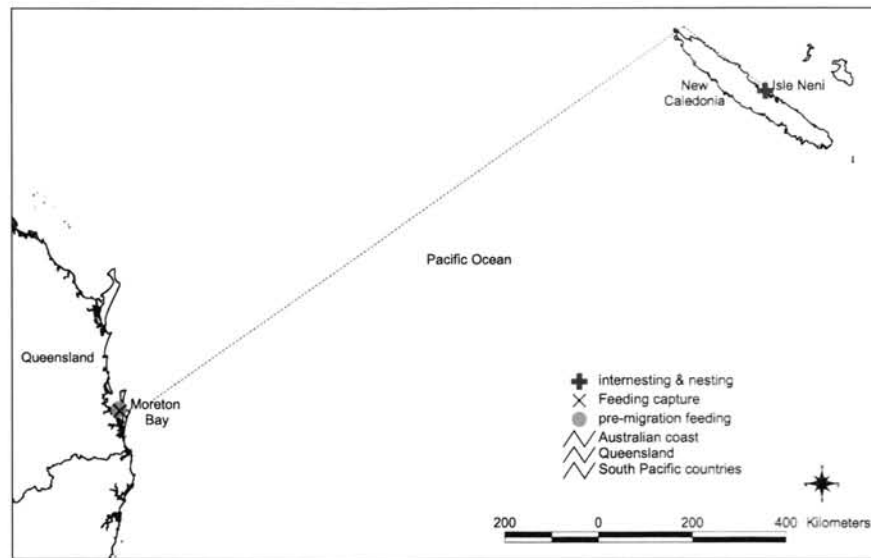 Isle Neni
New
Caledonia
Pacific Ocean
Queensland
Moreton
Bay
internesting & nesting
Feeding capture
pre-migration feeding
Australian coast
Queensland
South Pacific countries
200 0 200 400 Kilometers